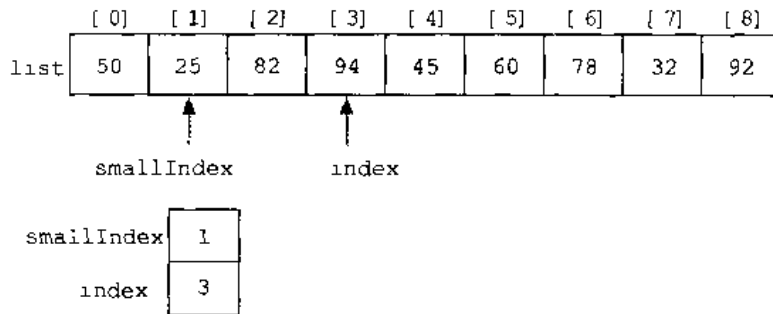 [ 0] [ 1] [ 2] [ 3] [ 4] [ 5] [ 6] [ 7] [ 8]
list 50 25 82 94 45 60 78 32 92
smallIndex index
smallIndex 1
index 3